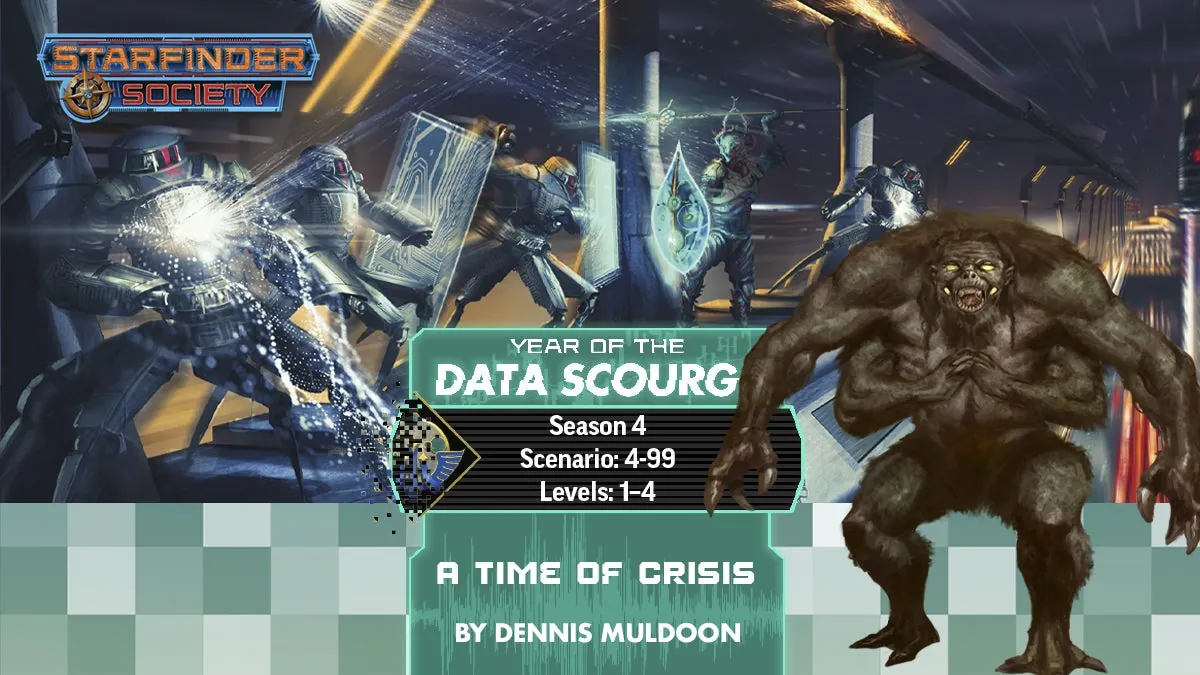 STARFINDER
SOCIETY
YEAR OF THE
DATA SCOURG
Season 4
Scenario: 4-99
Levels: 1–4
A TIME OF CRISIS
BY DENNIS MULDOON